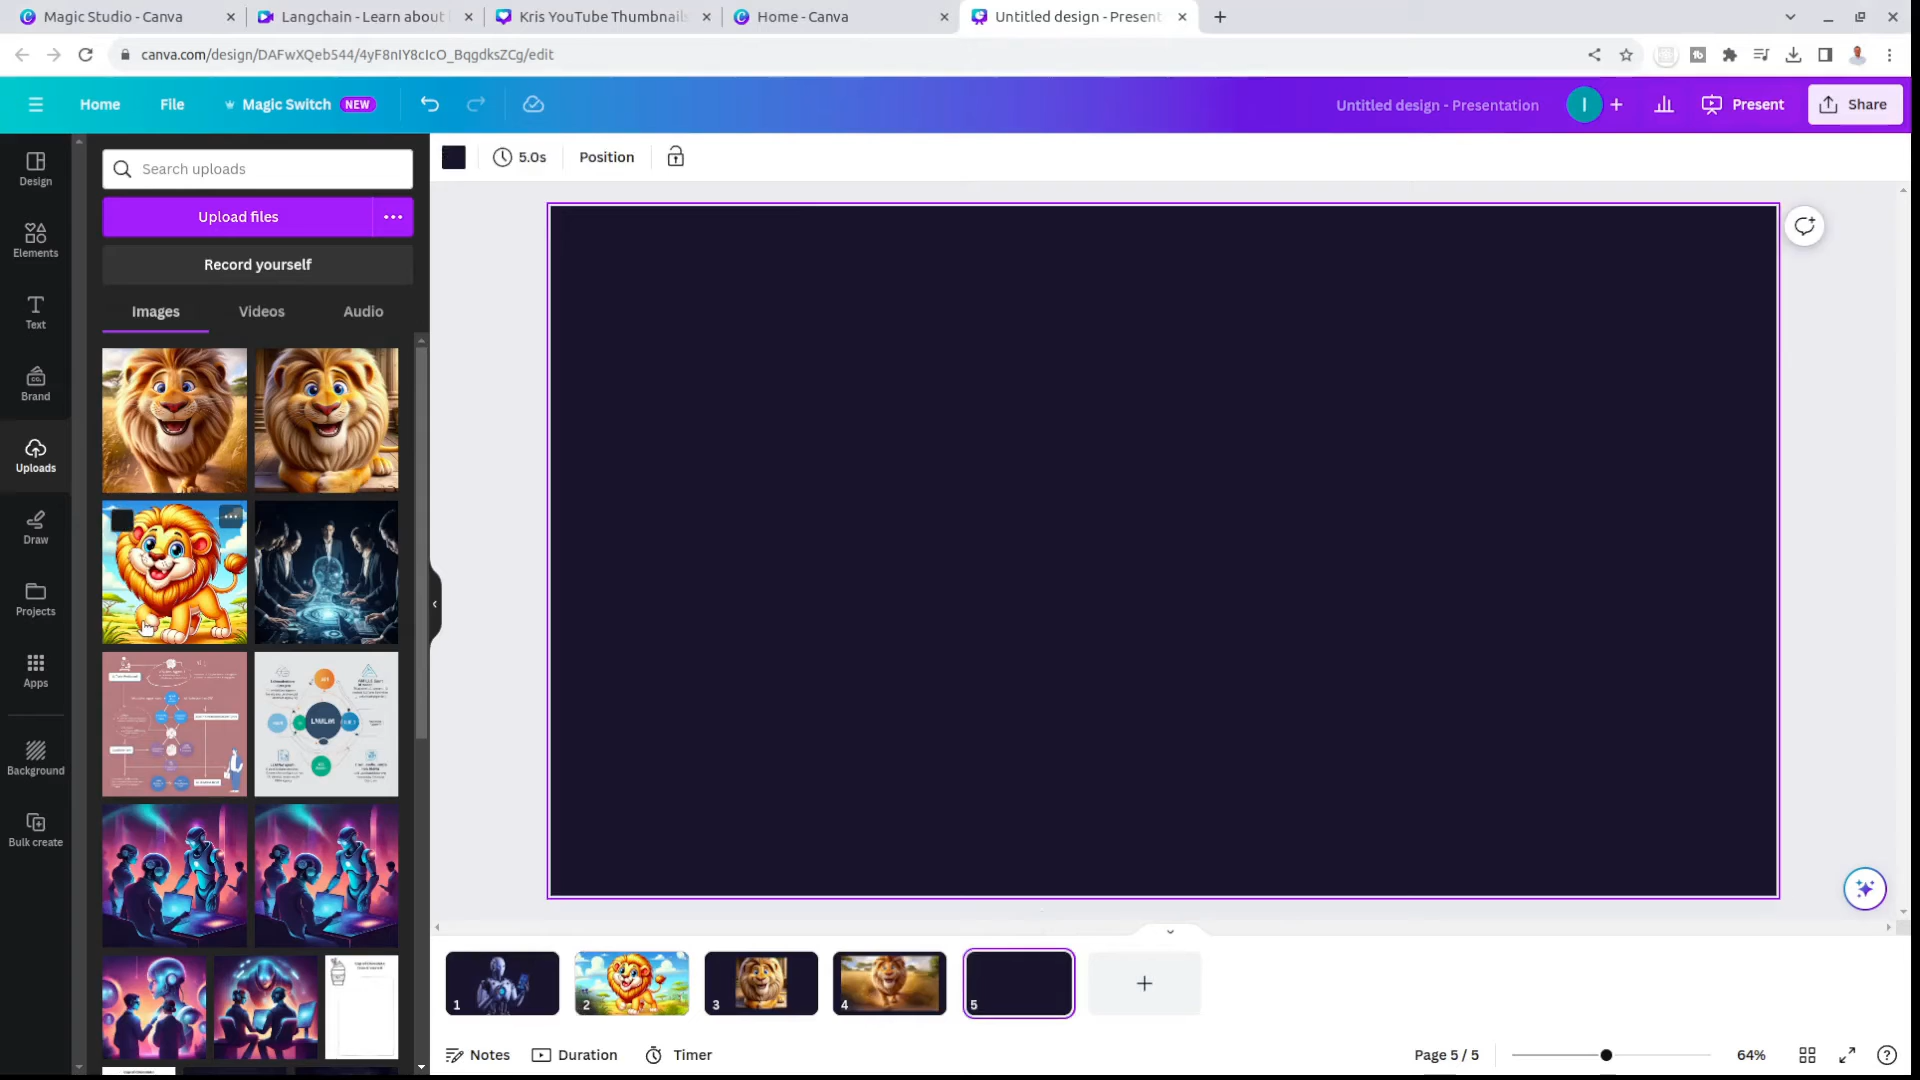 Magic Studio - Canva
Langchain - Learn about
Kris YouTube Thumbnails
Home - Canva
Untitled design - Present
canva.com/design/DAFwXQeb544/4yF8nIY8cIcO_BqgdksZCg/edit
Home
File
Magic Switch
NEW
Untitled design - Presentation
I
Present
Share
Design
Elements
Text
Brand
Uploads
Draw
Projects
Apps
Background
Bulk create
Search uploads
Upload files
Record yourself
Images
Videos
Audio
5.0s
Position
1
2
3
4
5
Notes
Duration
Timer
Page 5 / 5
64%